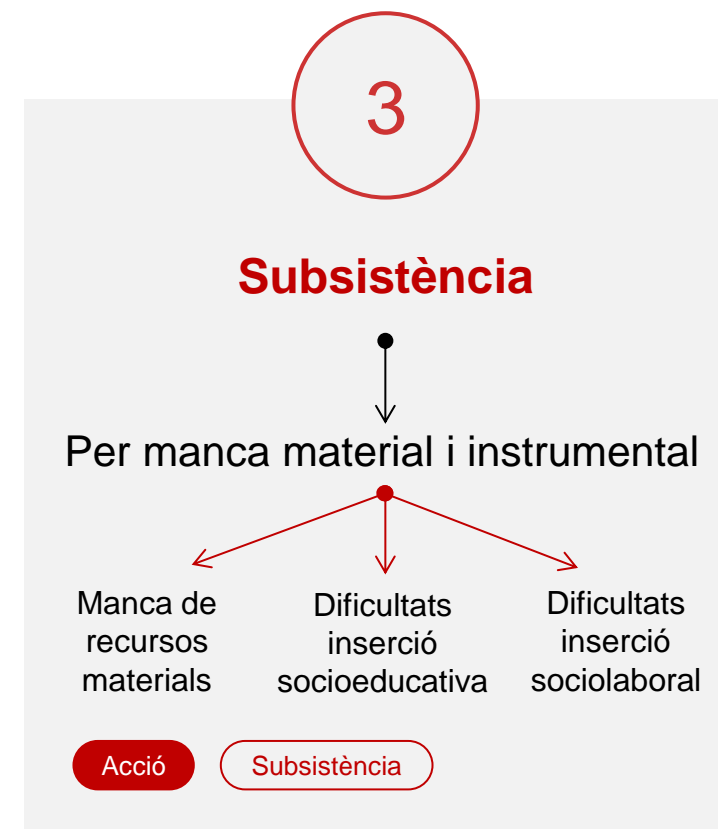 3
Subsistència
Per manca material i instrumental
Manca de
recursos
materials
Dificultats
inserció
socioeducativa
Dificultats
inserció
sociolaboral
Acció
Subsistència